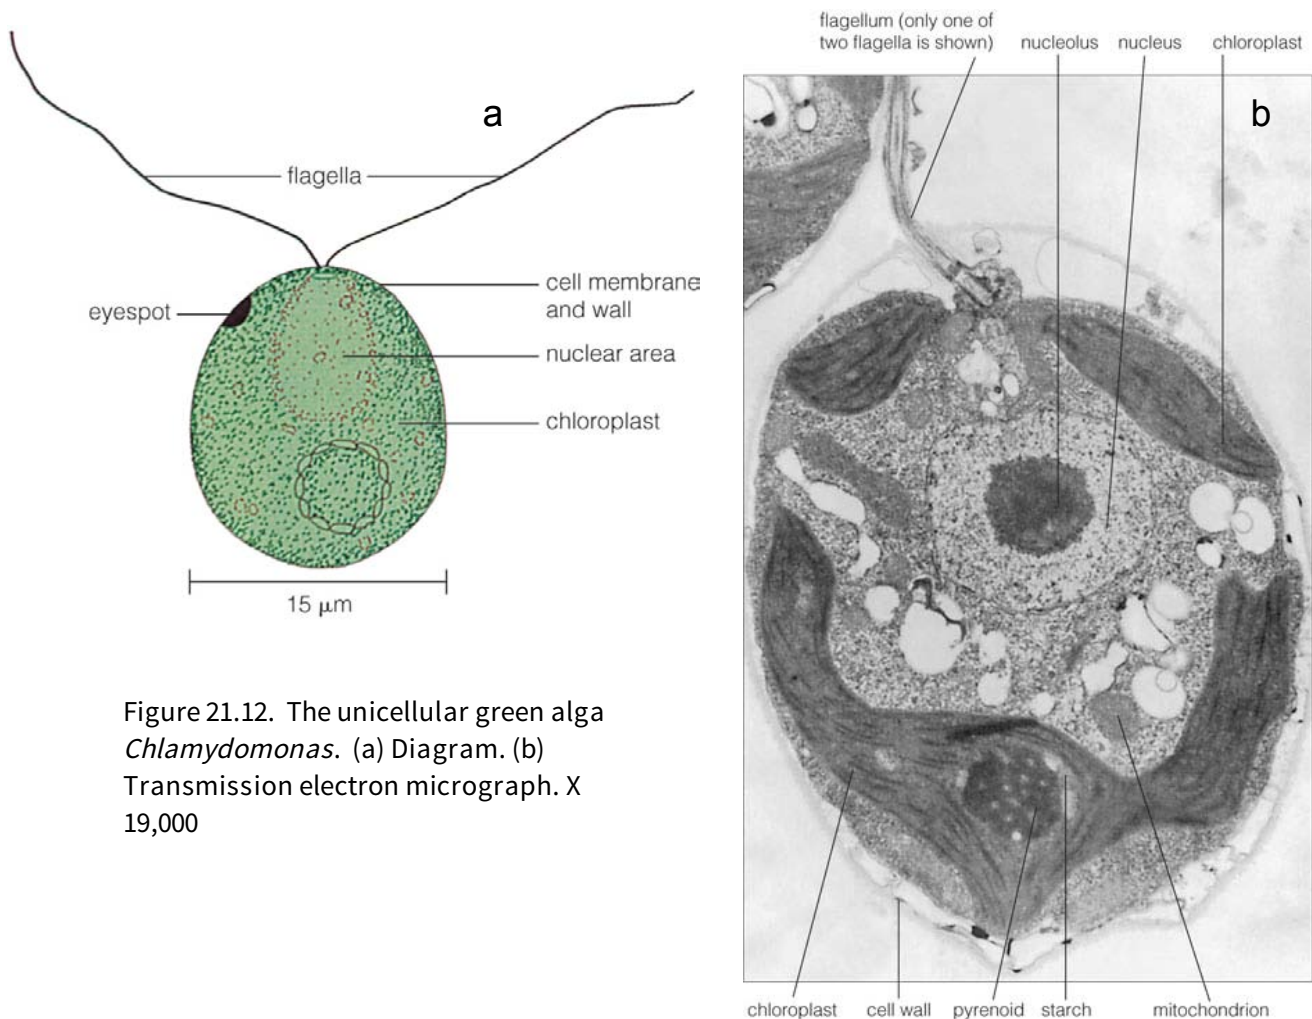 a
flagella
eyespot
cell membrane
and wall
nuclear area
chloroplast
15 μm
Figure 21.12. The unicellular green alga
Chlamydomonas. (a) Diagram. (b)
Transmission electron micrograph. X
19,000
flagellum (only one of
two flagella is shown)
nucleolus
nucleus
chloroplast
b
chloroplast
cell wall
pyrenoid
starch
mitochondrion